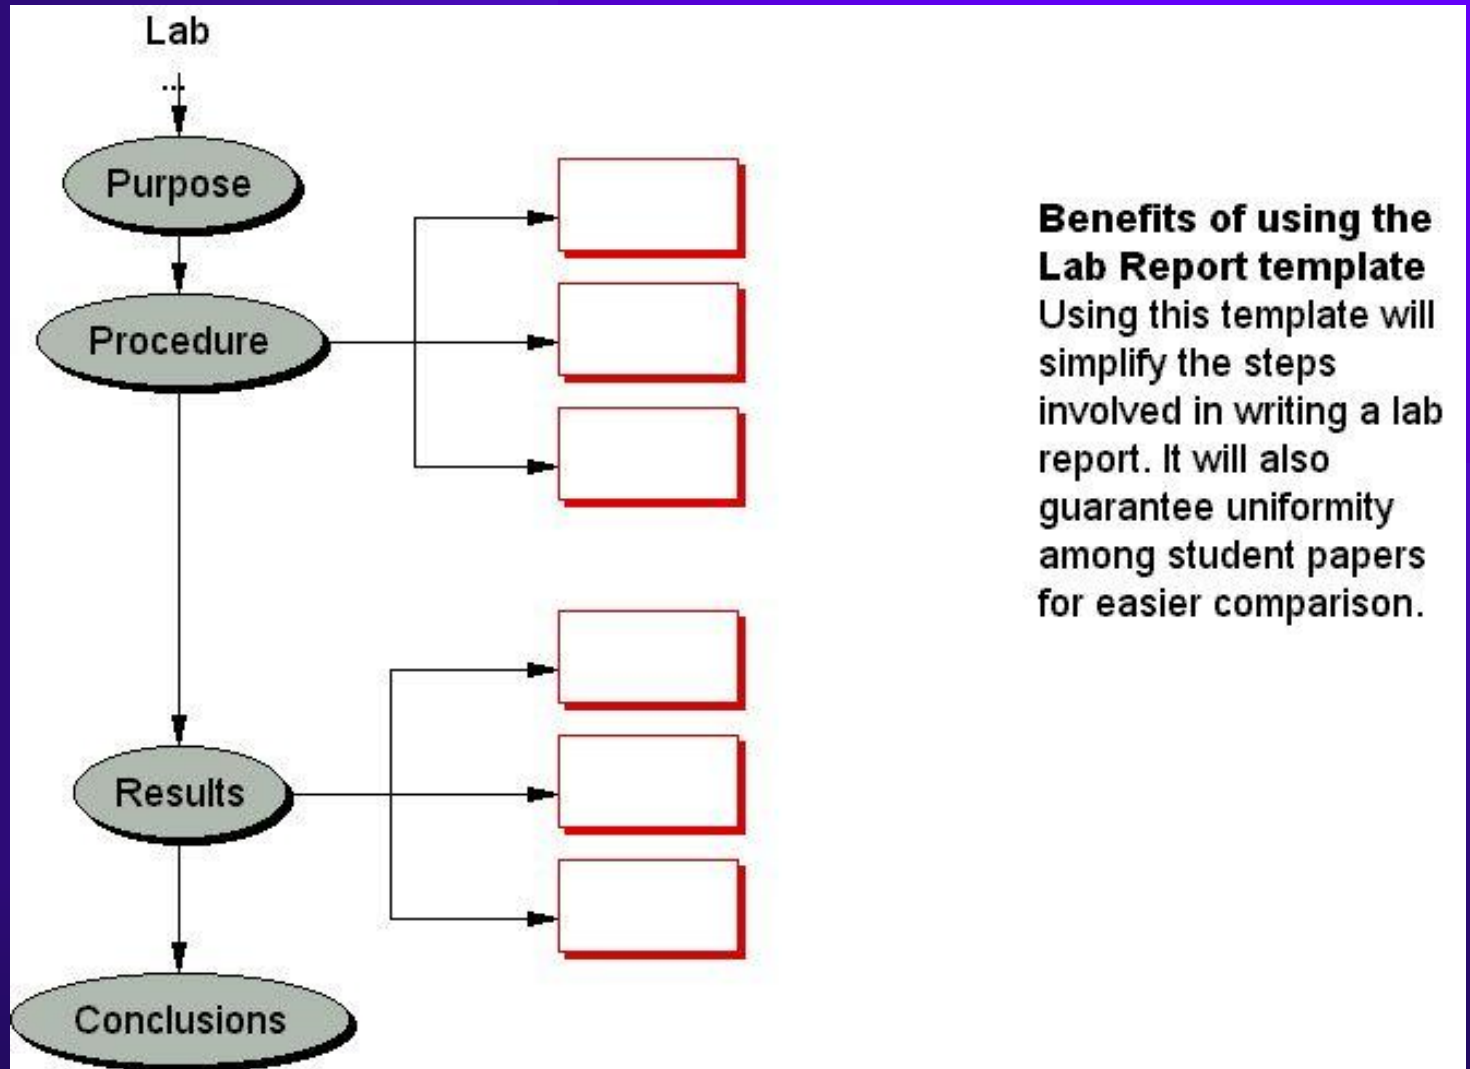 Lab
...
Purpose
Procedure
Results
Conclusions
Benefits of using the
Lab Report template
Using this template will
simplify the steps
involved in writing a lab
report. It will also
guarantee uniformity
among student papers
for easier comparison.